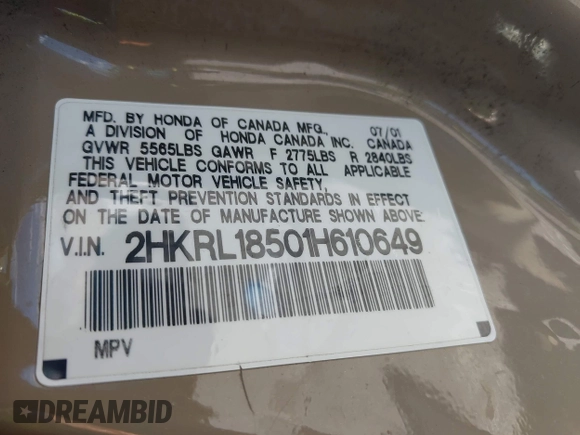 MFD. BY HONDA OF CANADA MFG., 07/01
A DIVISION OF HONDA CANADA INC. CANADA
GVWR 5565LBS GAWR F 2775LBS R 2840LBS
THIS VEHICLE CONFORMS TO ALL APPLICABLE
FEDERAL MOTOR VEHICLE SAFETY,
AND THEFT PREVENTION STANDARDS IN EFFECT
ON THE DATE OF MANUFACTURE SHOWN ABOVE.
V.I.N. 2HKRL18501H610649
MPV
DREAMBID